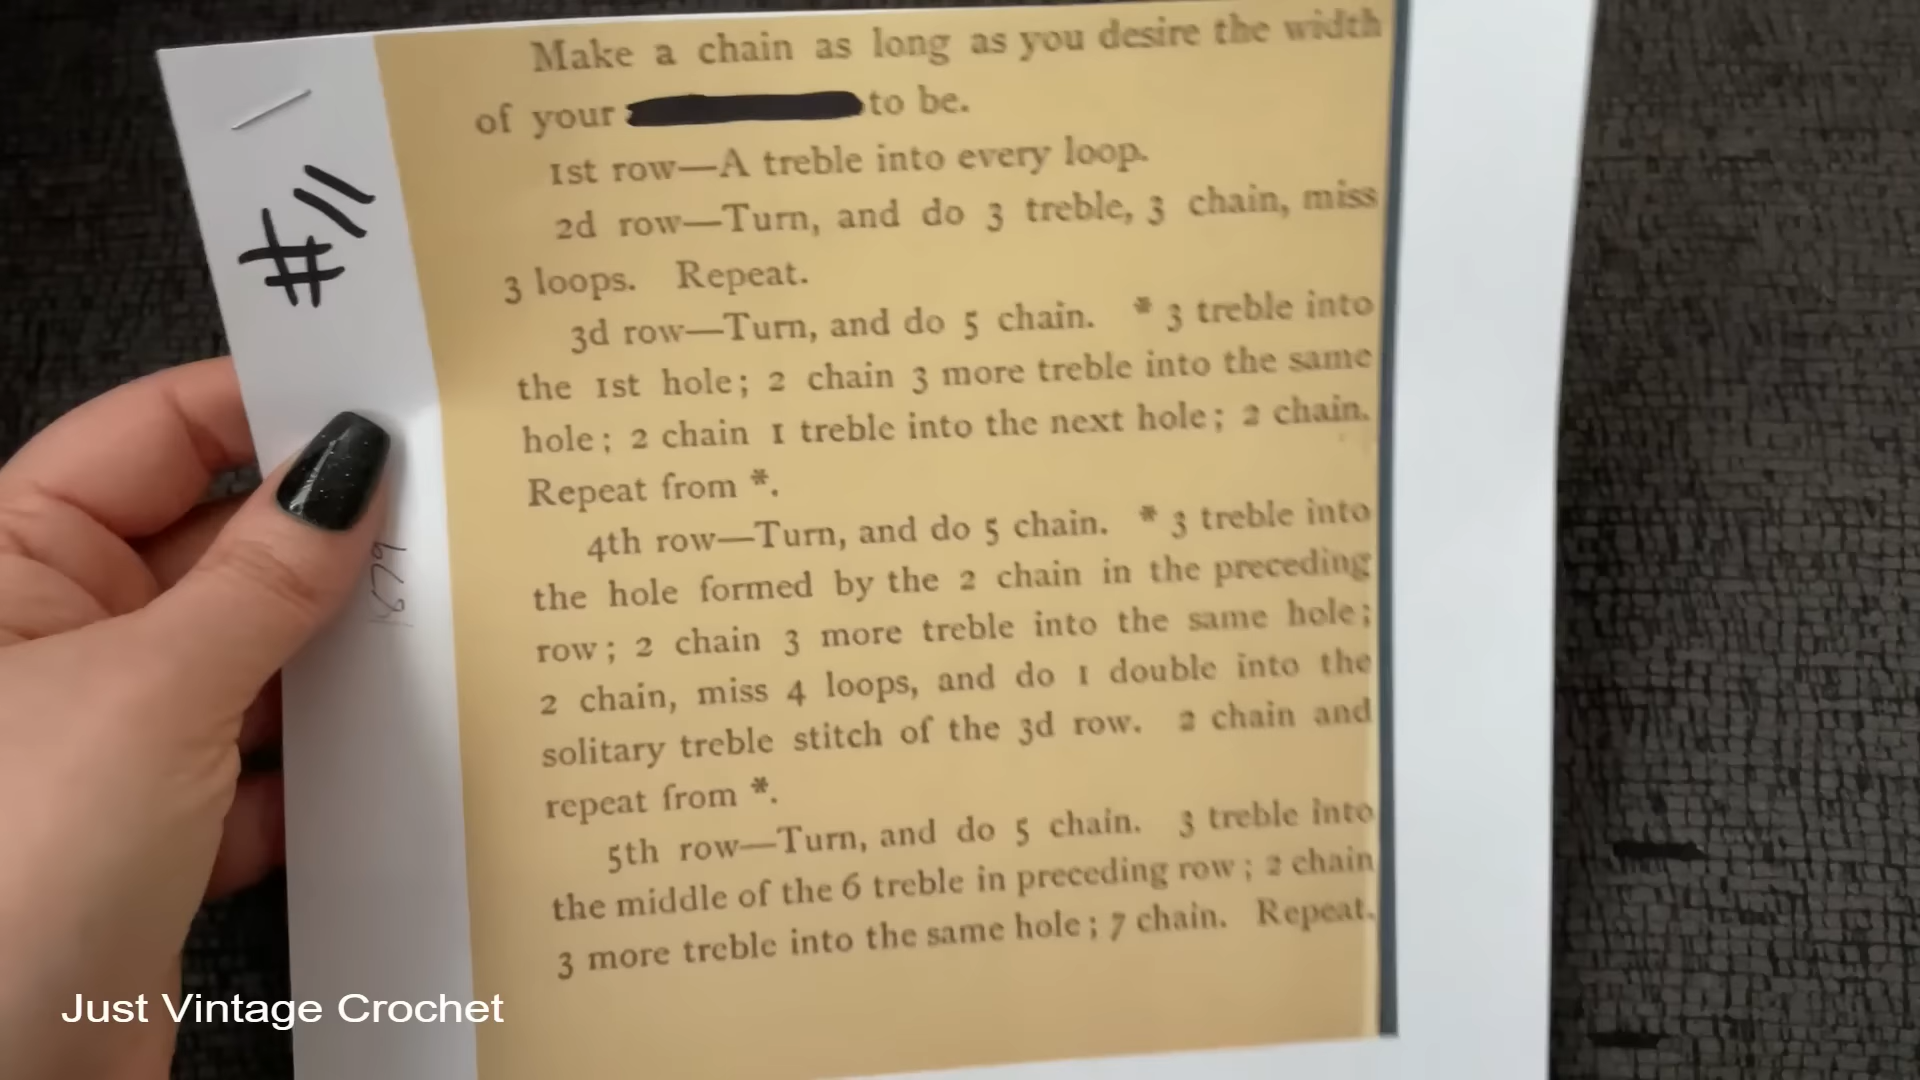 Make a chain as long as you desire the width
of your to be.
1st row—A treble into every loop.
2d row—Turn, and do 3 treble, 3 chain, miss
3 loops. Repeat.
3d row—Turn, and do 5 chain. * 3 treble into
the 1st hole; 2 chain 3 more treble into the same
hole; 2 chain 1 treble into the next hole; 2 chain.
Repeat from *.
4th row—Turn, and do 5 chain. * 3 treble into
the hole formed by the 2 chain in the preceding
row; 2 chain 3 more treble into the same hole;
2 chain, miss 4 loops, and do 1 double into the
solitary treble stitch of the 3d row. 2 chain and
repeat from *.
5th row—Turn, and do 5 chain. 3 treble into
the middle of the 6 treble in preceding row; 2 chain
3 more treble into the same hole; 7 chain. Repeat.
#11
Just Vintage Crochet